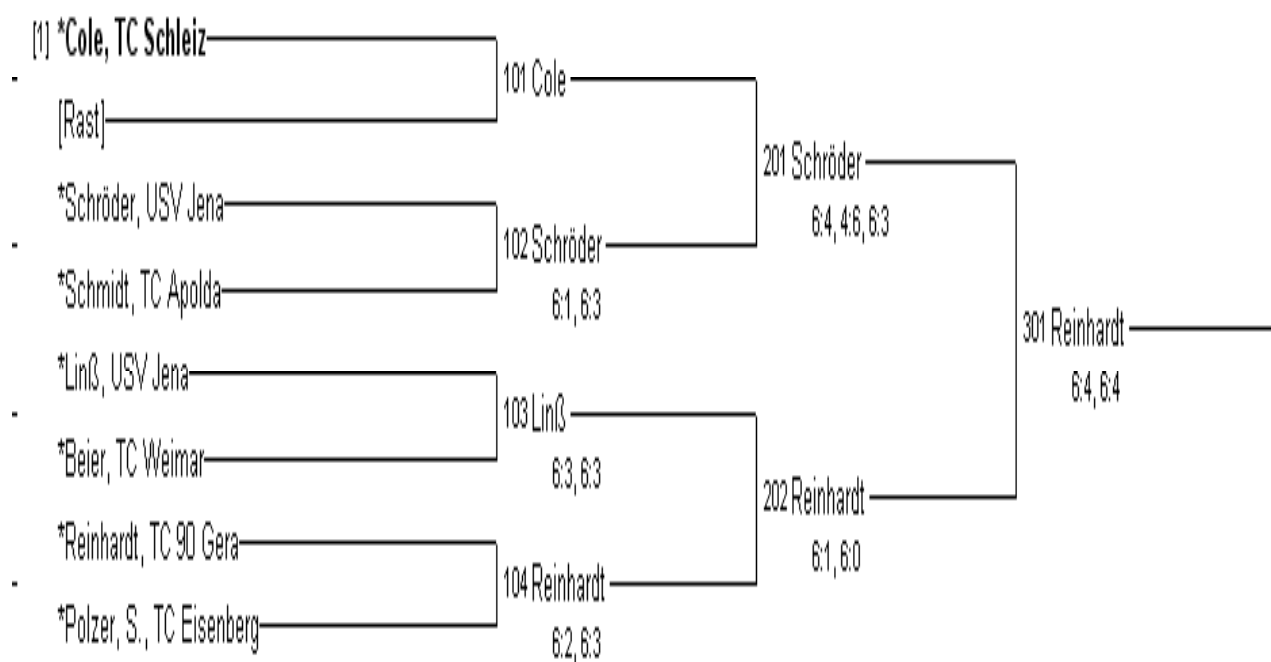 [1] *Cole, TC Schleiz
[Rast]
*Schröder, USV Jena
*Schmidt, TC Apolda
*Linß, USV Jena
*Beier, TC Weimar
*Reinhardt, TC 90 Gera
*Polzer, S., TC Eisenberg
101 Cole
102 Schröder
6:1, 6:3
103 Linß
6:3, 6:3
104 Reinhardt
6:2, 6:3
201 Schröder
6:4, 4:6, 6:3
202 Reinhardt
6:1, 6:0
301 Reinhardt
6:4, 6:4